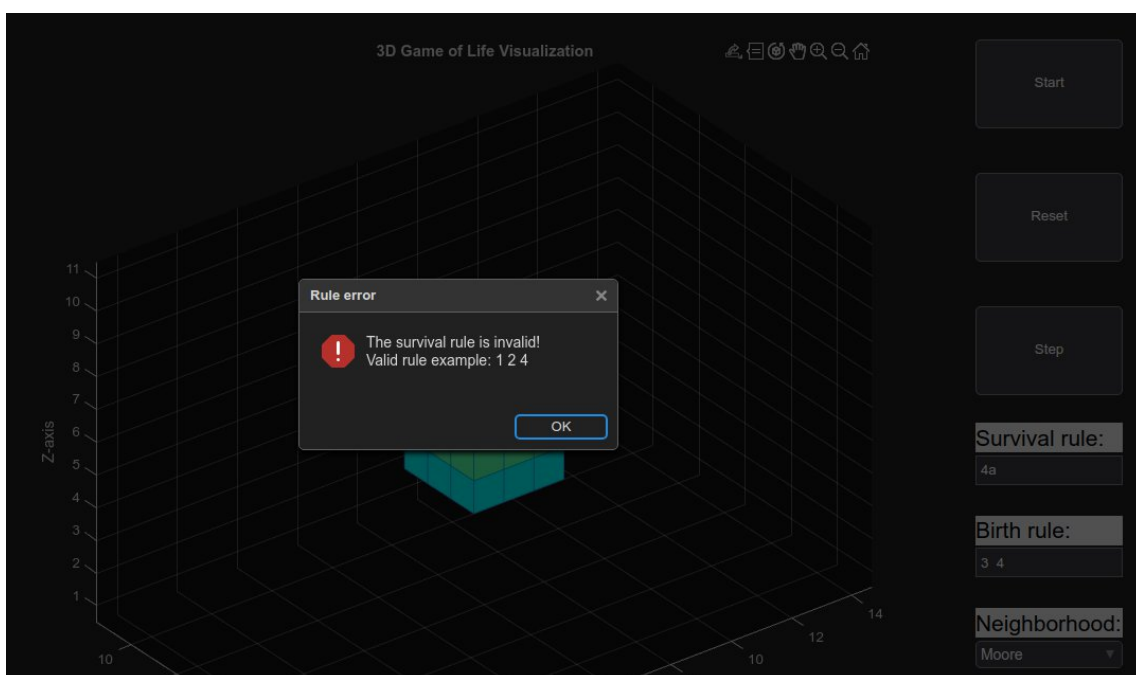 3D Game of Life Visualization
Start
Reset
Step
Rule error
The survival rule is invalid!
Valid rule example: 1 2 4
OK
Survival rule:
4a
Birth rule:
3 4
Neighborhood:
Moore
Z-axis
11
10
9
8
7
6
5
4
3
2
1
10
10
12
14